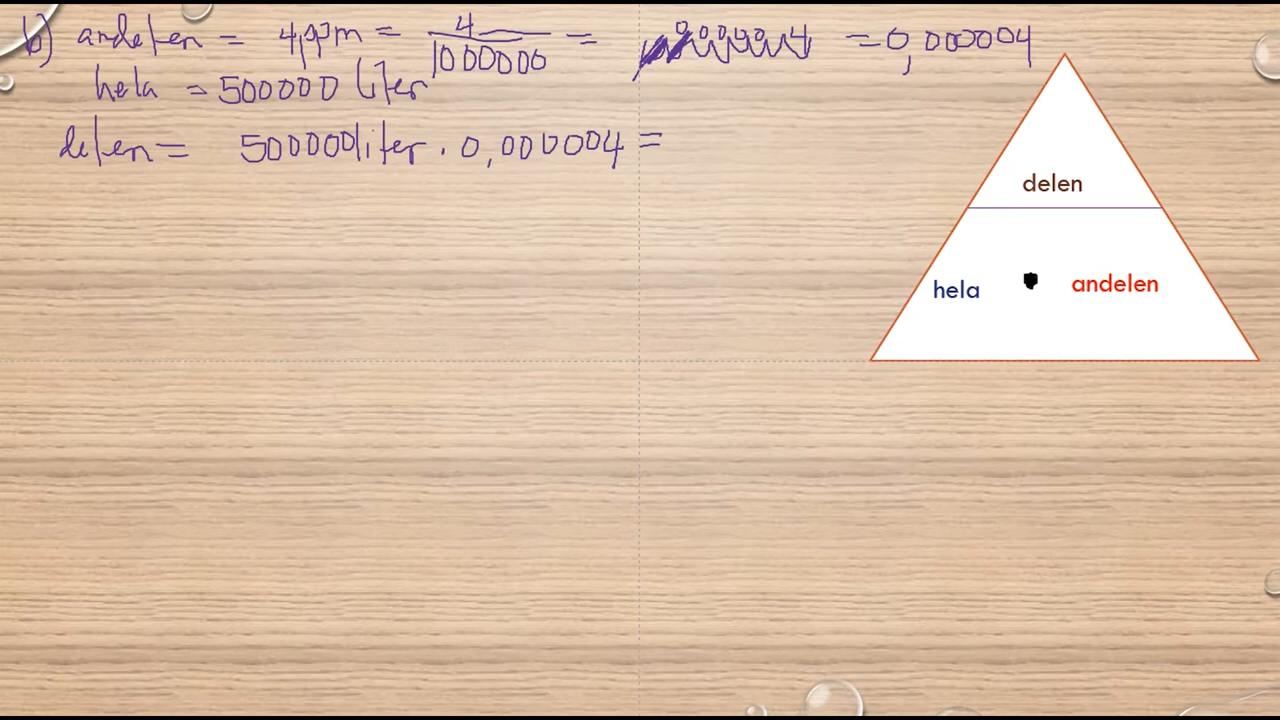 b) andelen = 4 ppm = 4/1000000 = 0,000004
hela = 500000 liter
delen = 500000 liter · 0,000004 =
delen
hela · andelen